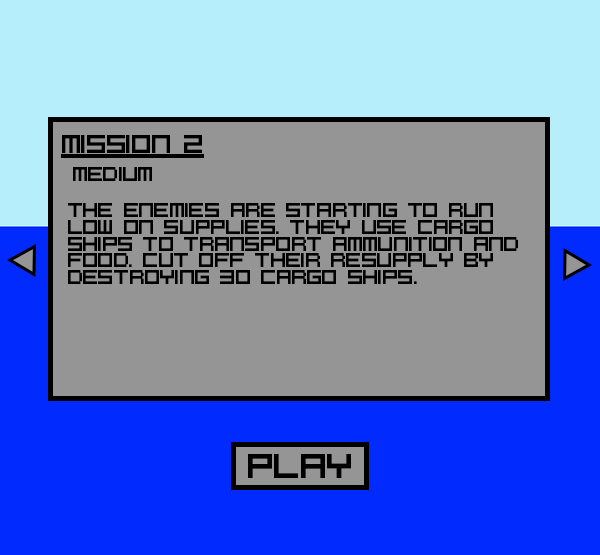 MISSION 2
MEDIUM
THE ENEMIES ARE STARTING TO RUN
LOW ON SUPPLIES. THEY USE CARGO
SHIPS TO TRANSPORT AMMUNITION AND
FOOD. CUT OFF THEIR RESUPPLY BY
DESTROYING 30 CARGO SHIPS.
PLAY